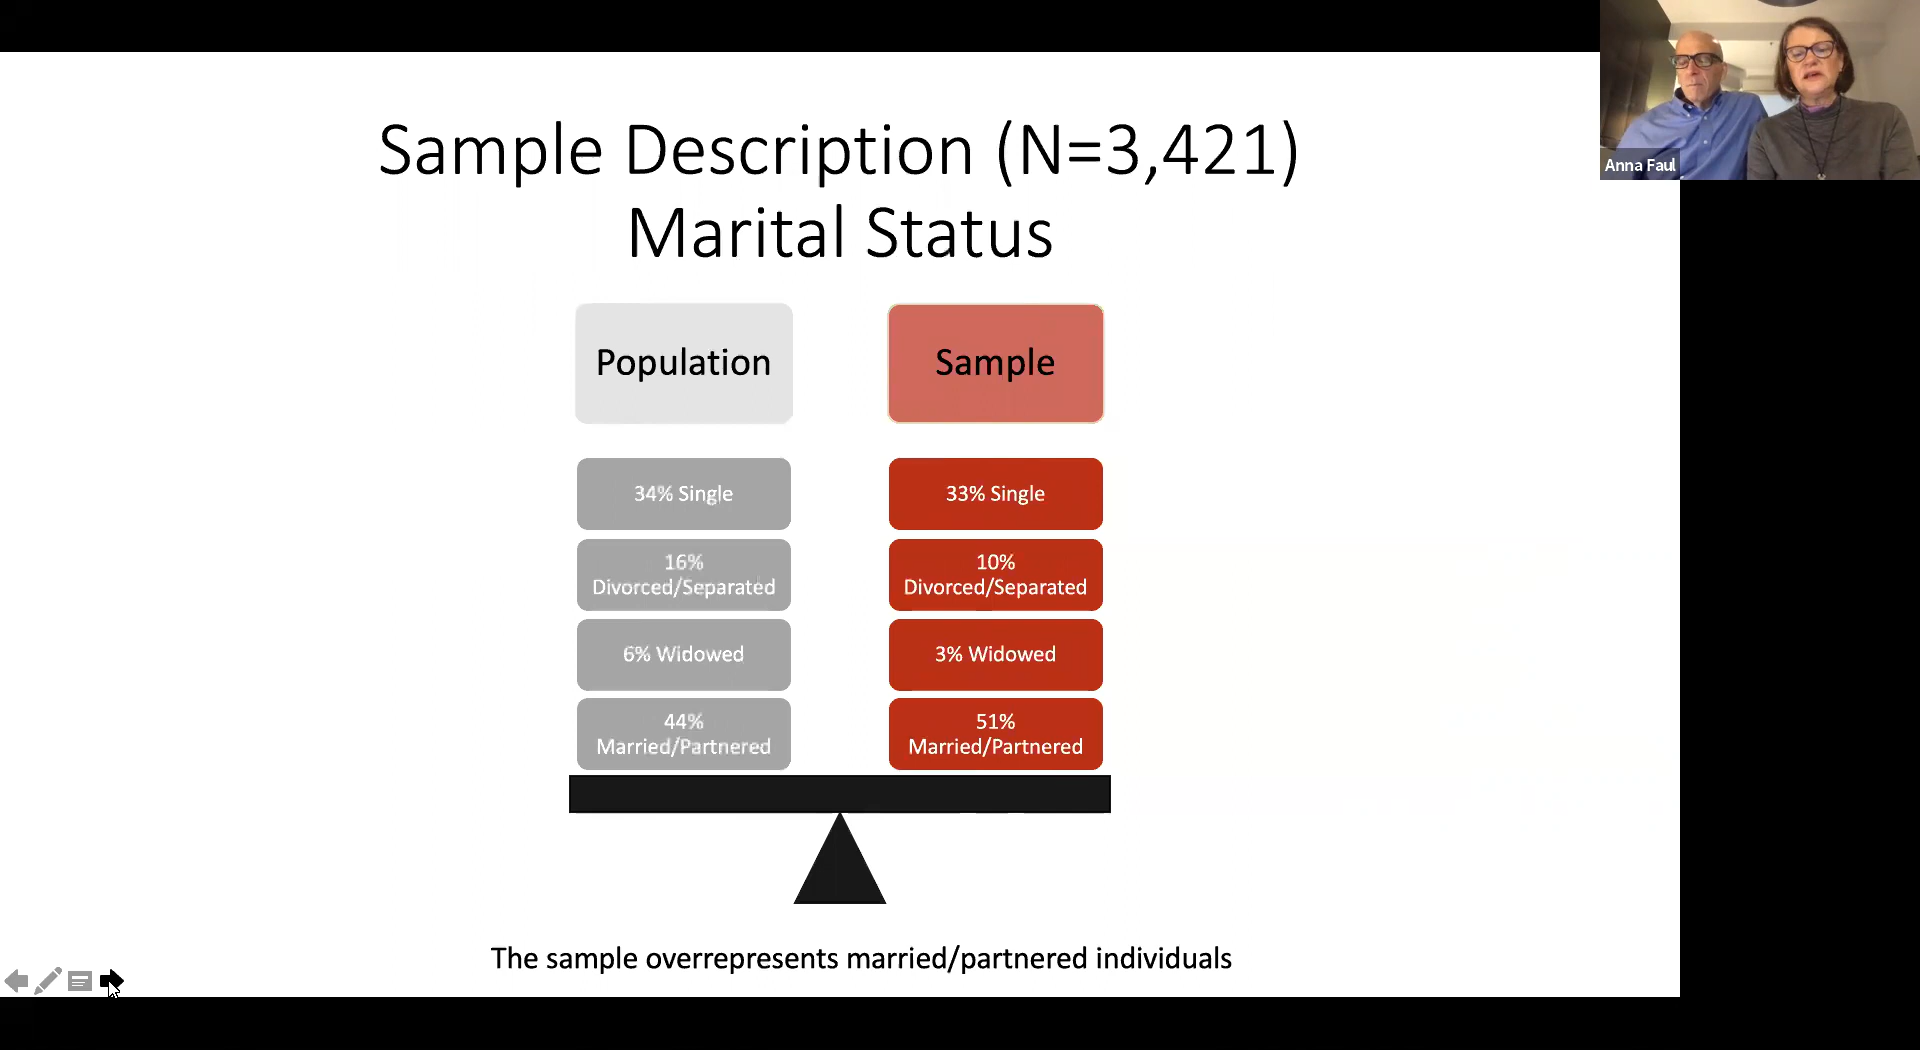 Sample Description (N=3,421)
Marital Status
Population
Sample
34% Single
16%
Divorced/Separated
6% Widowed
44%
Married/Partnered
33% Single
10%
Divorced/Separated
3% Widowed
51%
Married/Partnered
The sample overrepresents married/partnered individuals
Anna Faul